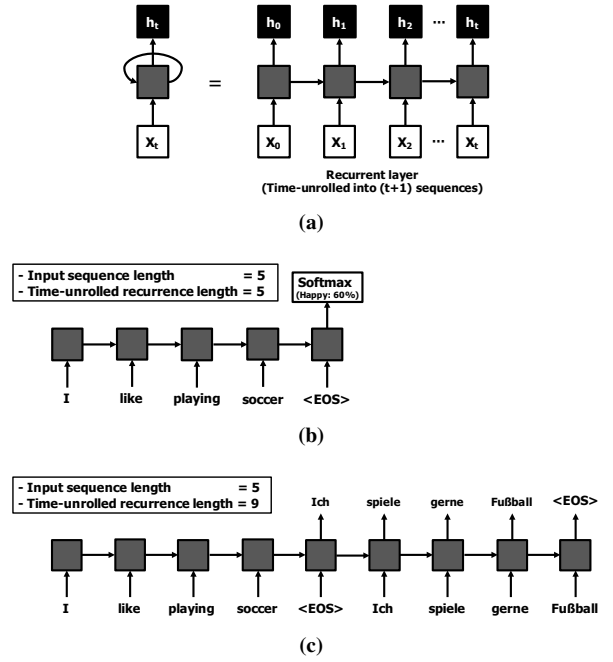 hₜ h₀ h₁ h₂ ··· hₜ
=
Xₜ X₀ X₁ X₂ ··· Xₜ
Recurrent layer
(Time-unrolled into (t+1) sequences)
(a)
- Input sequence length = 5
- Time-unrolled recurrence length = 5
Softmax
(Happy: 60%)
I like playing soccer <EOS>
(b)
- Input sequence length = 5
- Time-unrolled recurrence length = 9
Ich spiele gerne Fußball <EOS>
I like playing soccer <EOS> Ich spiele gerne Fußball
(c)